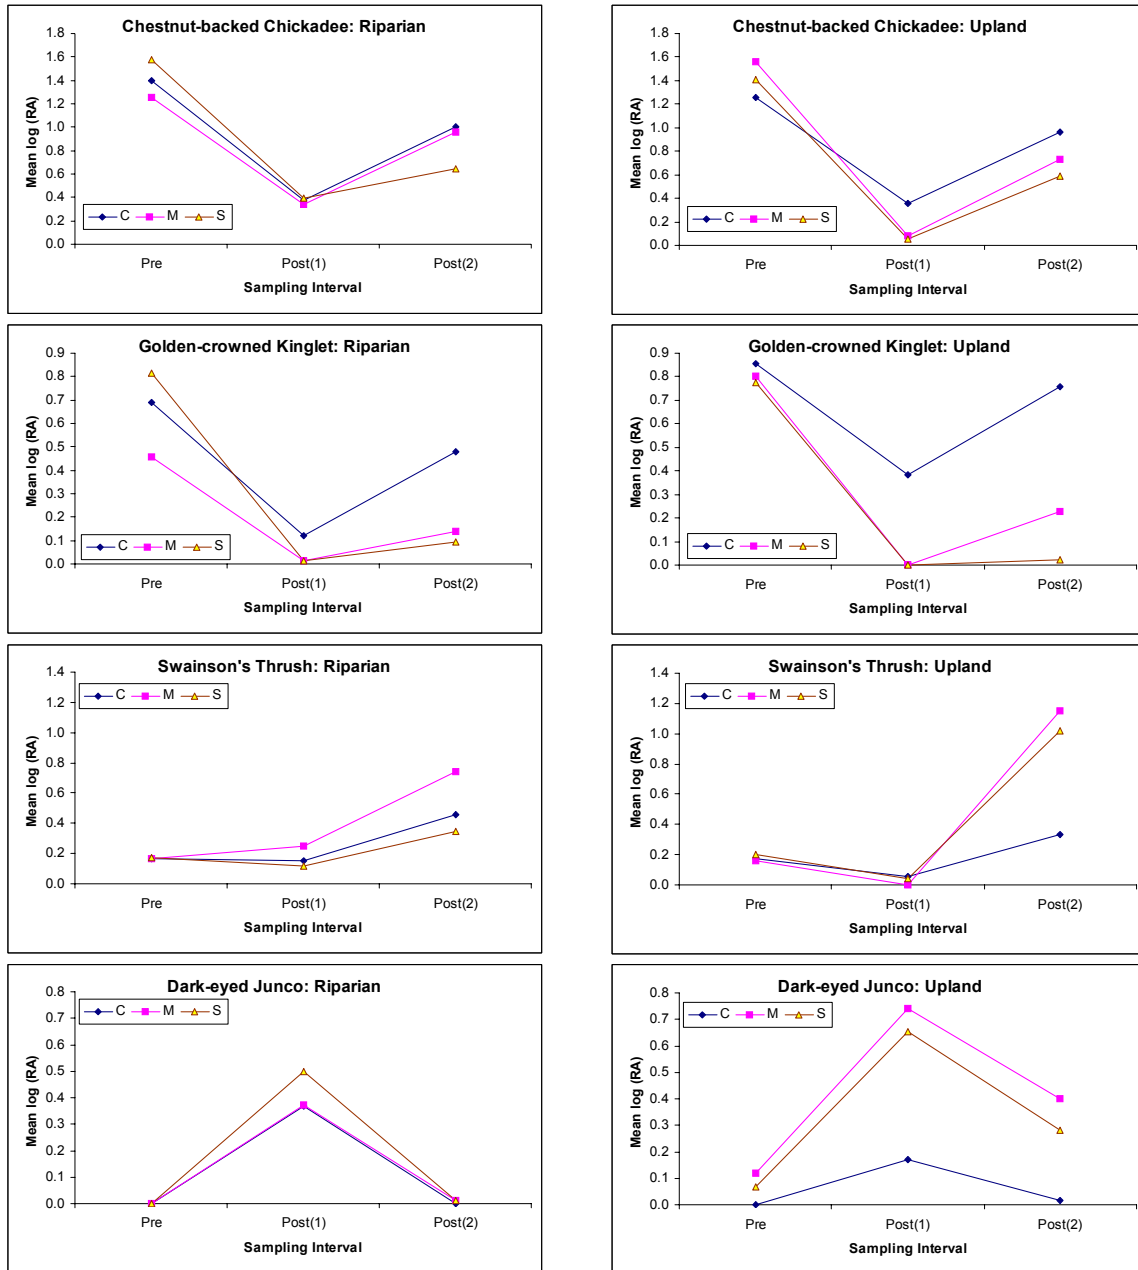 Chestnut-backed Chickadee: Riparian
1.8
1.6
1.4
1.2
1.0
0.8
0.6
0.4
0.2
0.0
Mean log (RA)
C M S
Pre Post(1) Post(2)
Sampling Interval
Chestnut-backed Chickadee: Upland
1.8
1.6
1.4
1.2
1.0
0.8
0.6
0.4
0.2
0.0
Mean log (RA)
C M S
Pre Post(1) Post(2)
Sampling Interval
Golden-crowned Kinglet: Riparian
0.9
0.8
0.7
0.6
0.5
0.4
0.3
0.2
0.1
0.0
Mean log (RA)
C M S
Pre Post(1) Post(2)
Sampling Interval
Golden-crowned Kinglet: Upland
0.9
0.8
0.7
0.6
0.5
0.4
0.3
0.2
0.1
0.0
Mean log (RA)
C M S
Pre Post(1) Post(2)
Sampling Interval
Swainson's Thrush: Riparian
1.4
1.2
1.0
0.8
0.6
0.4
0.2
0.0
Mean log (RA)
C M S
Pre Post(1) Post(2)
Sampling Interval
Swainson's Thrush: Upland
1.4
1.2
1.0
0.8
0.6
0.4
0.2
0.0
Mean log (RA)
C M S
Pre Post(1) Post(2)
Sampling Interval
Dark-eyed Junco: Riparian
0.8
0.7
0.6
0.5
0.4
0.3
0.2
0.1
0.0
Mean log (RA)
C M S
Pre Post(1) Post(2)
Sampling Interval
Dark-eyed Junco: Upland
0.8
0.7
0.6
0.5
0.4
0.3
0.2
0.1
0.0
Mean log (RA)
C M S
Pre Post(1) Post(2)
Sampling Interval